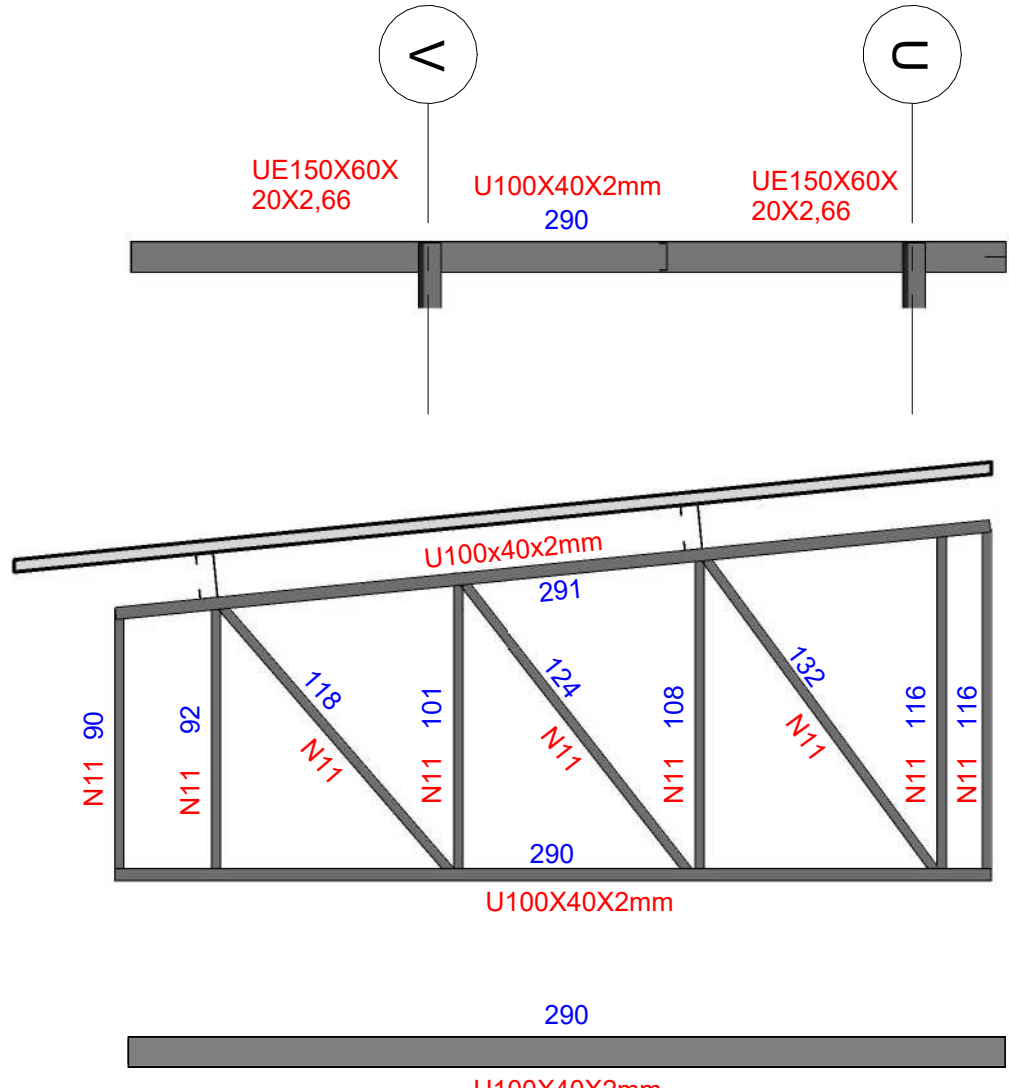 V
U
UE150X60X
20X2,66
U100X40X2mm
290
UE150X60X
20X2,66
U100x40x2mm
291
N11 90
N11 92
118
N11
N11 101
124
N11
N11 108
132
N11
N11 116
N11 116
290
U100X40X2mm
290
U100X40X2mm